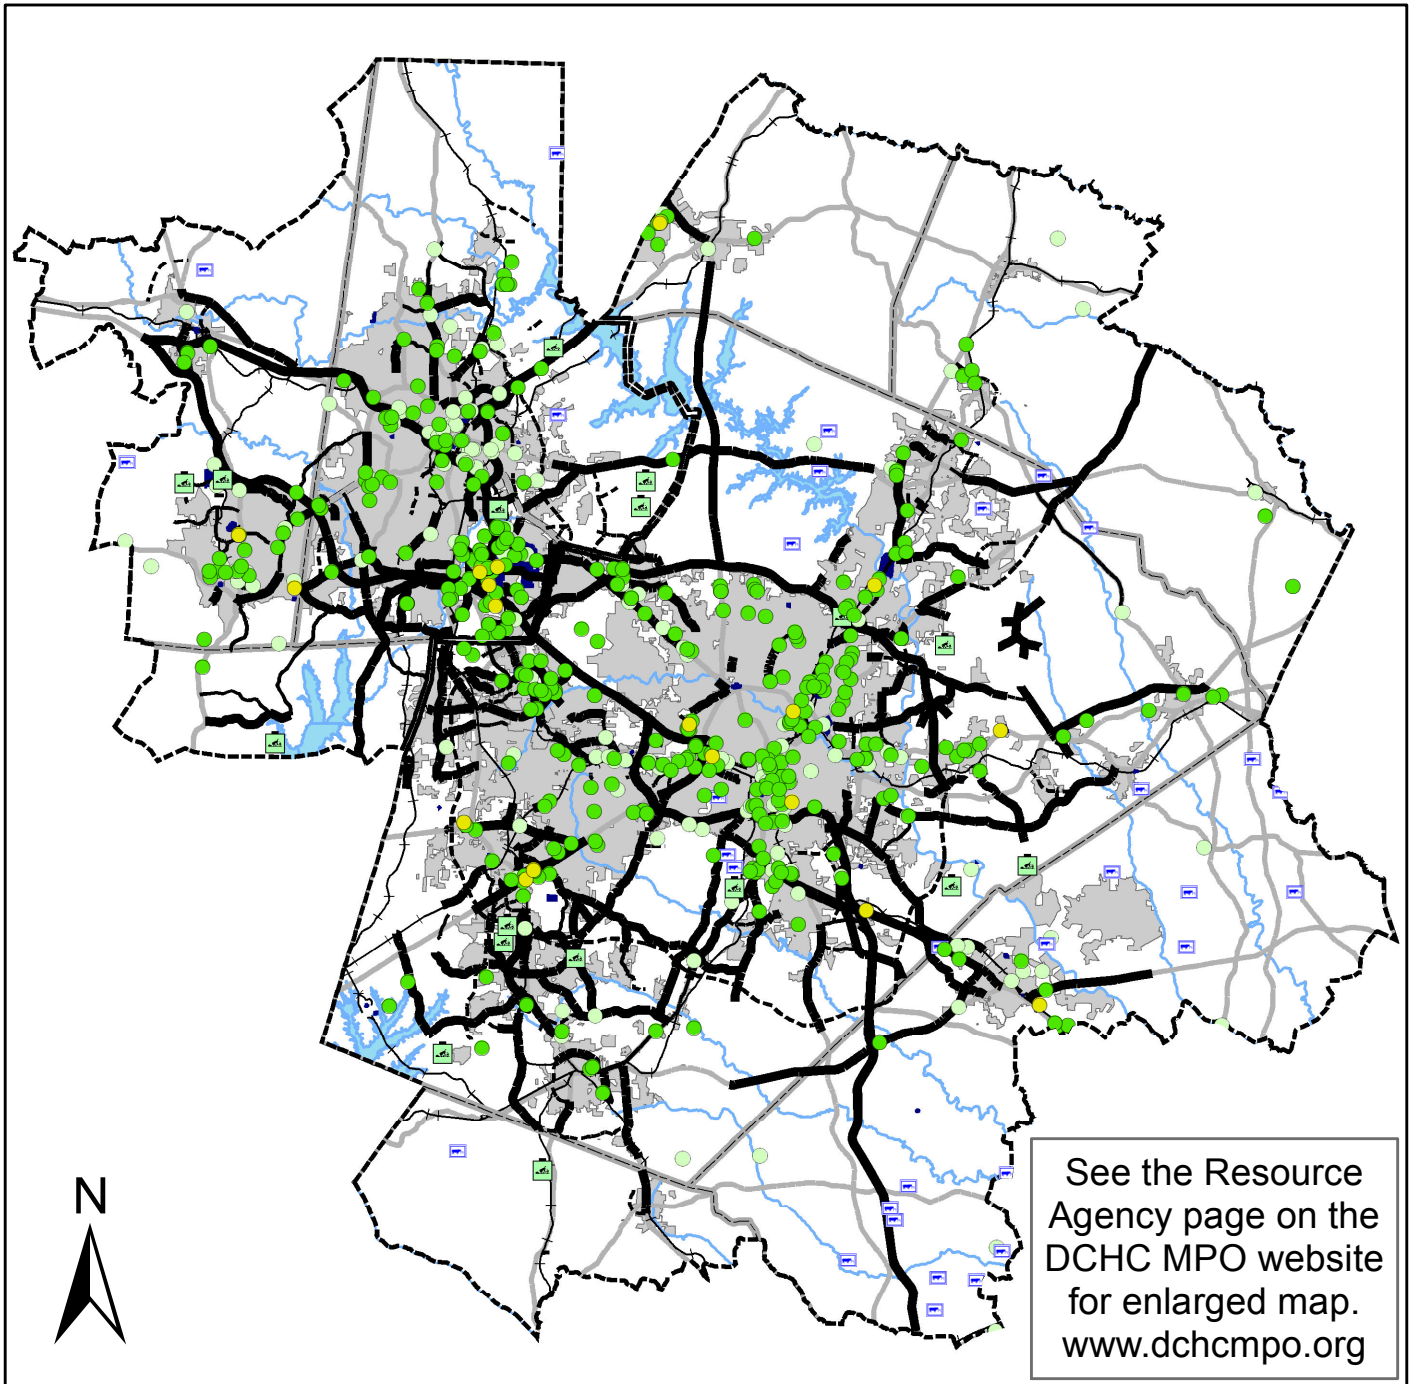 N
See the Resource
Agency page on the
DCHC MPO website
for enlarged map.
www.dchcmpo.org